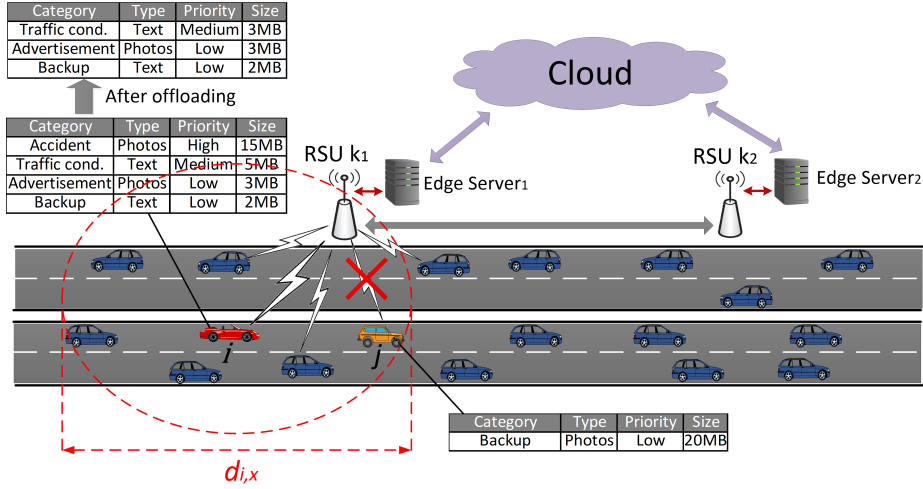 Category Type Priority Size
Traffic cond. Text Medium 3MB
Advertisement Photos Low 3MB
Backup Text Low 2MB
After offloading
Category Type Priority Size
Accident Photos High 15MB
Traffic cond. Text Medium 5MB
Advertisement Photos Low 3MB
Backup Text Low 2MB
Cloud
RSU k1
Edge Server1
RSU k2
Edge Server2
i
j
Category Type Priority Size
Backup Photos Low 20MB
di,x